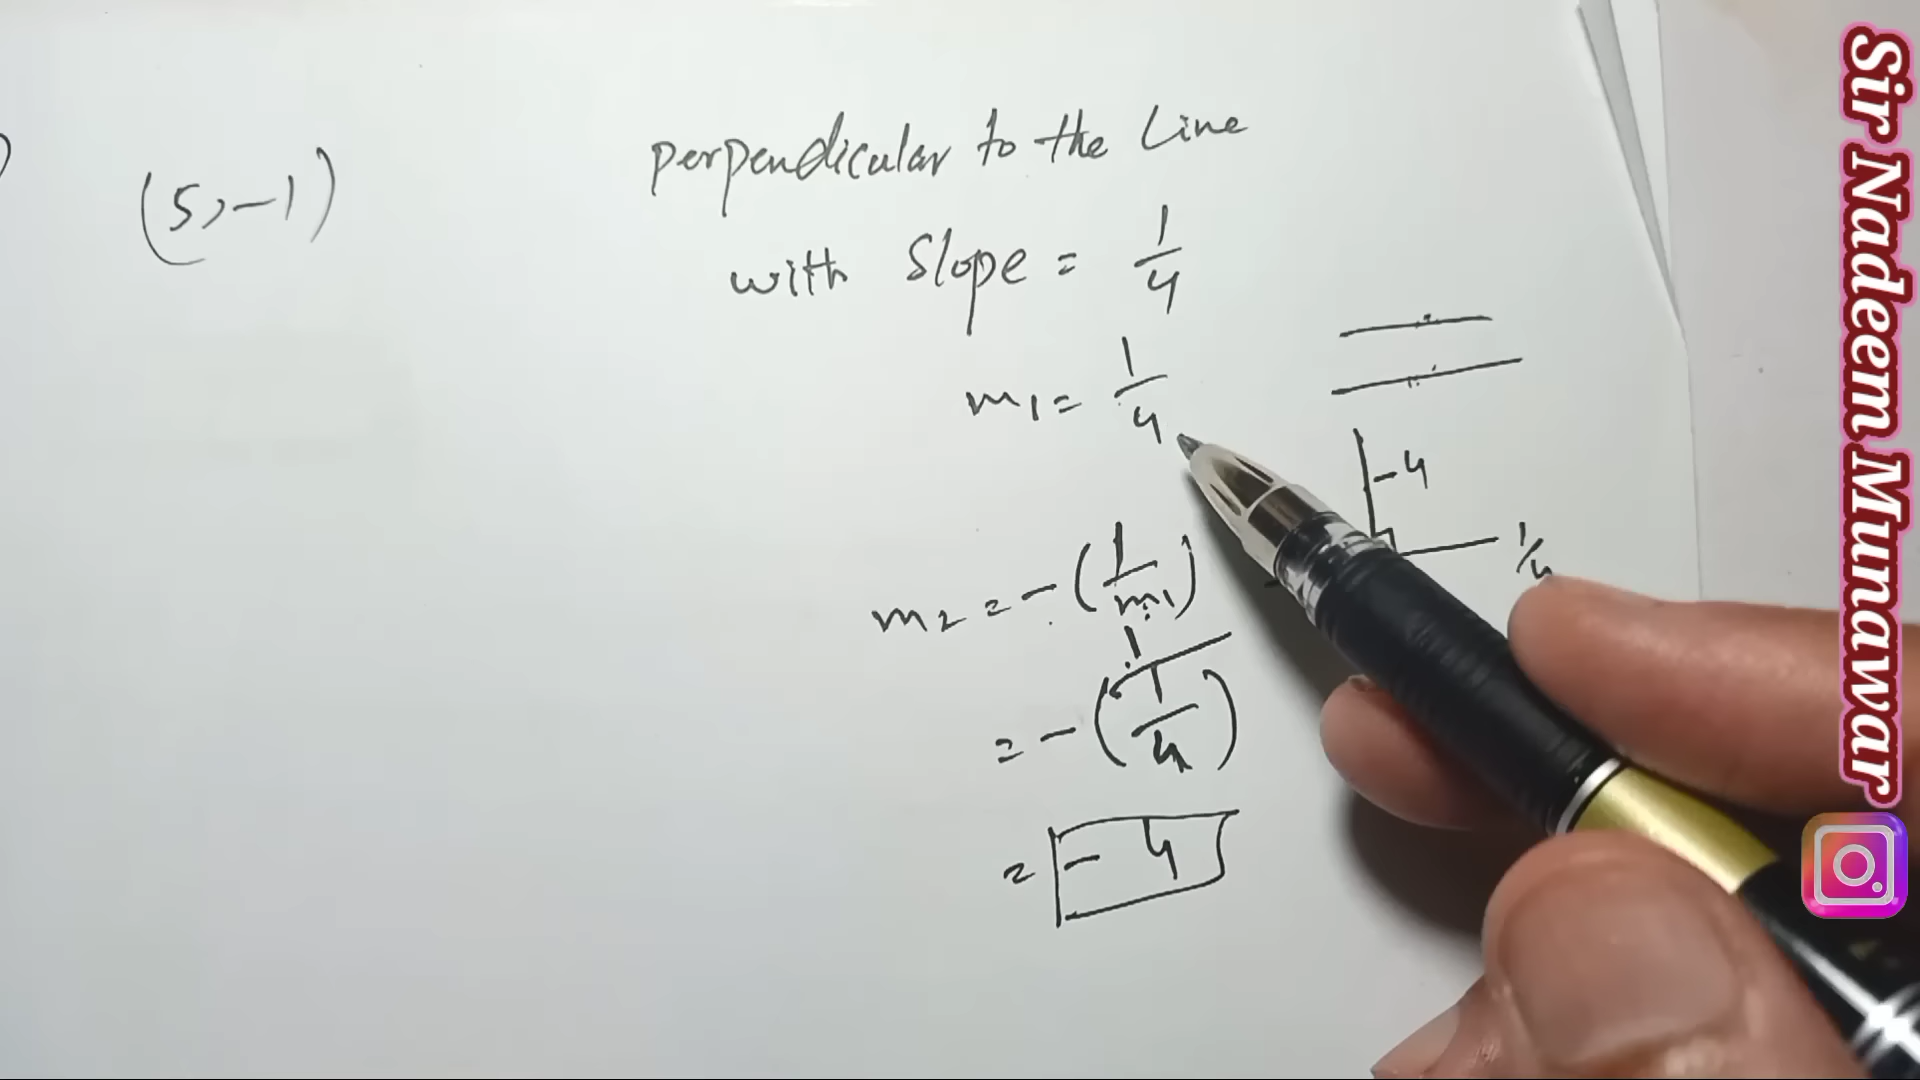 (5,-1)
perpendicular to the Line
with Slope = 1/4
m1 = 1/4
m2 = -(1/m1)
= -(1/(1/4))
= -4
-4
1/4
Sir Nadeem Munawar